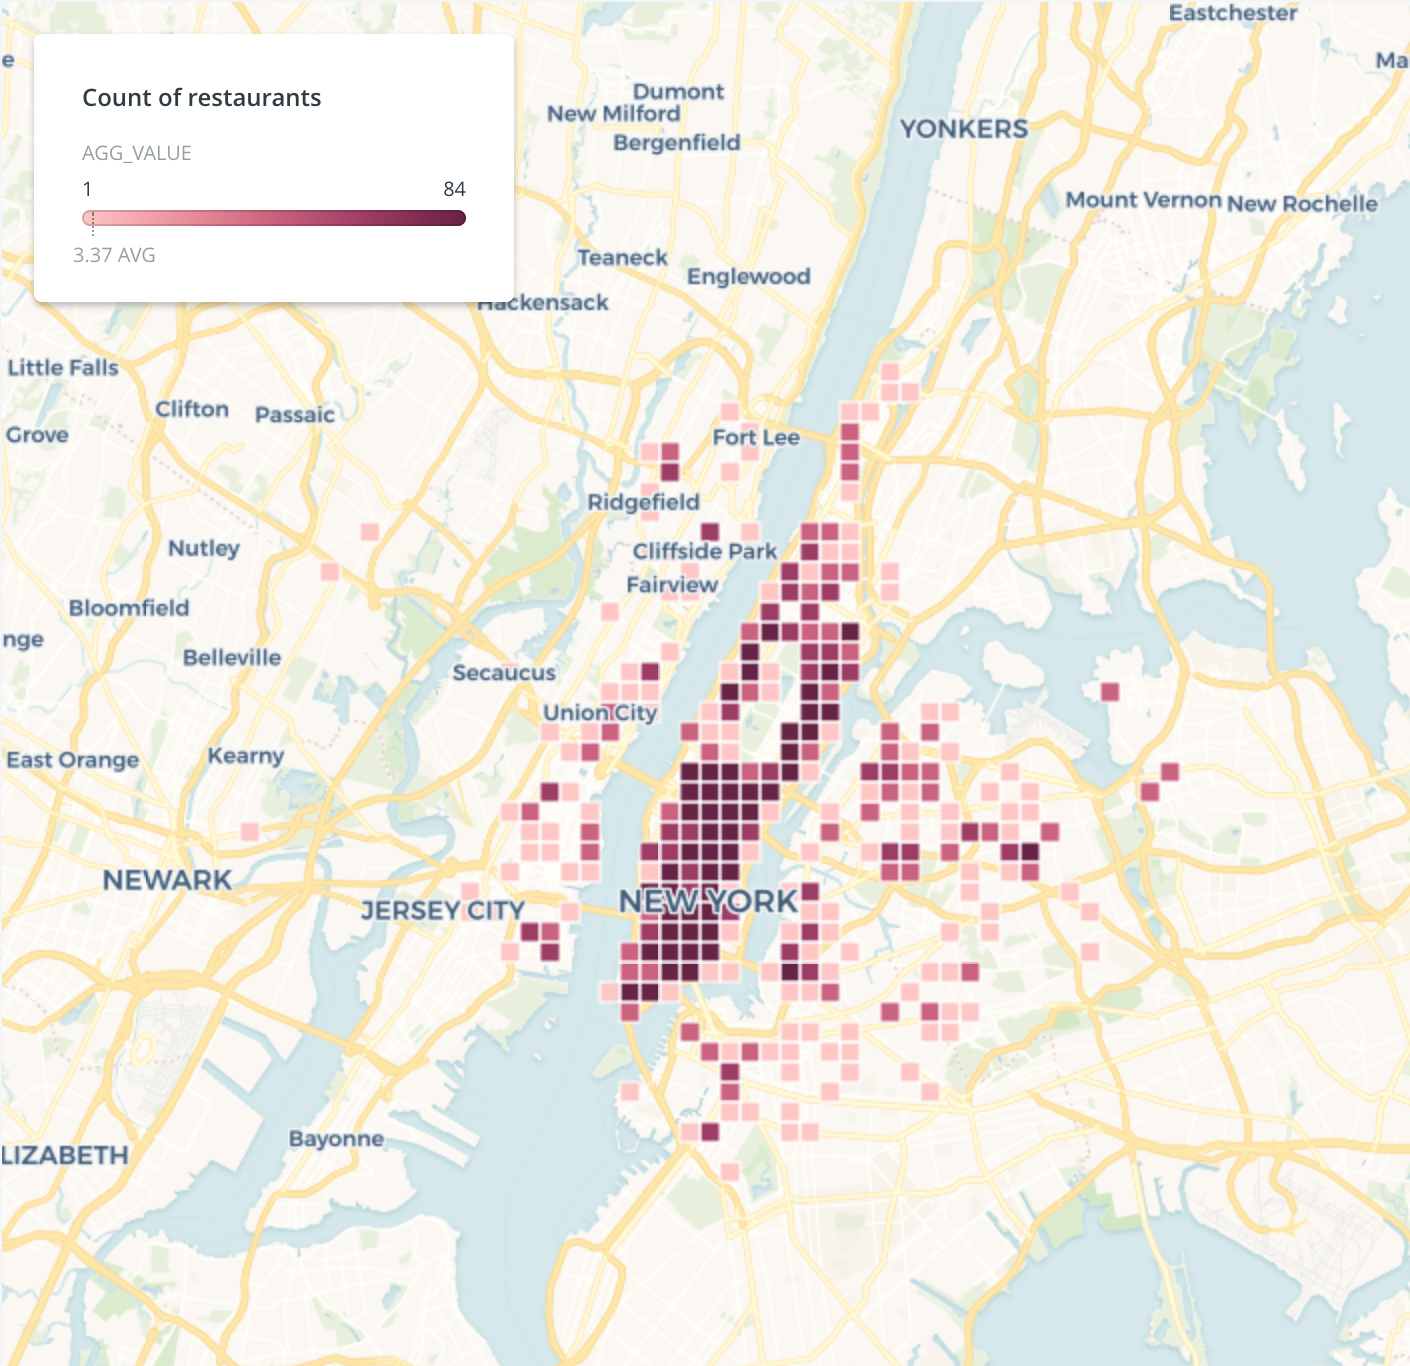 Eastchester
e
Ma
Count of restaurants
Dumont
New Milford
YONKERS
Bergenfield
AGG_VALUE
1 84
Mount Vernon New Rochelle
3.37 AVG
Teaneck
Englewood
Hackensack
Little Falls
Clifton
Passaic
Grove
Fort Lee
Ridgefield
Nutley
Cliffside Park
Fairview
Bloomfield
nge
Belleville
Secaucus
Union City
East Orange
Kearny
NEWARK
NEW YORK
JERSEY CITY
Bayonne
LIZABETH